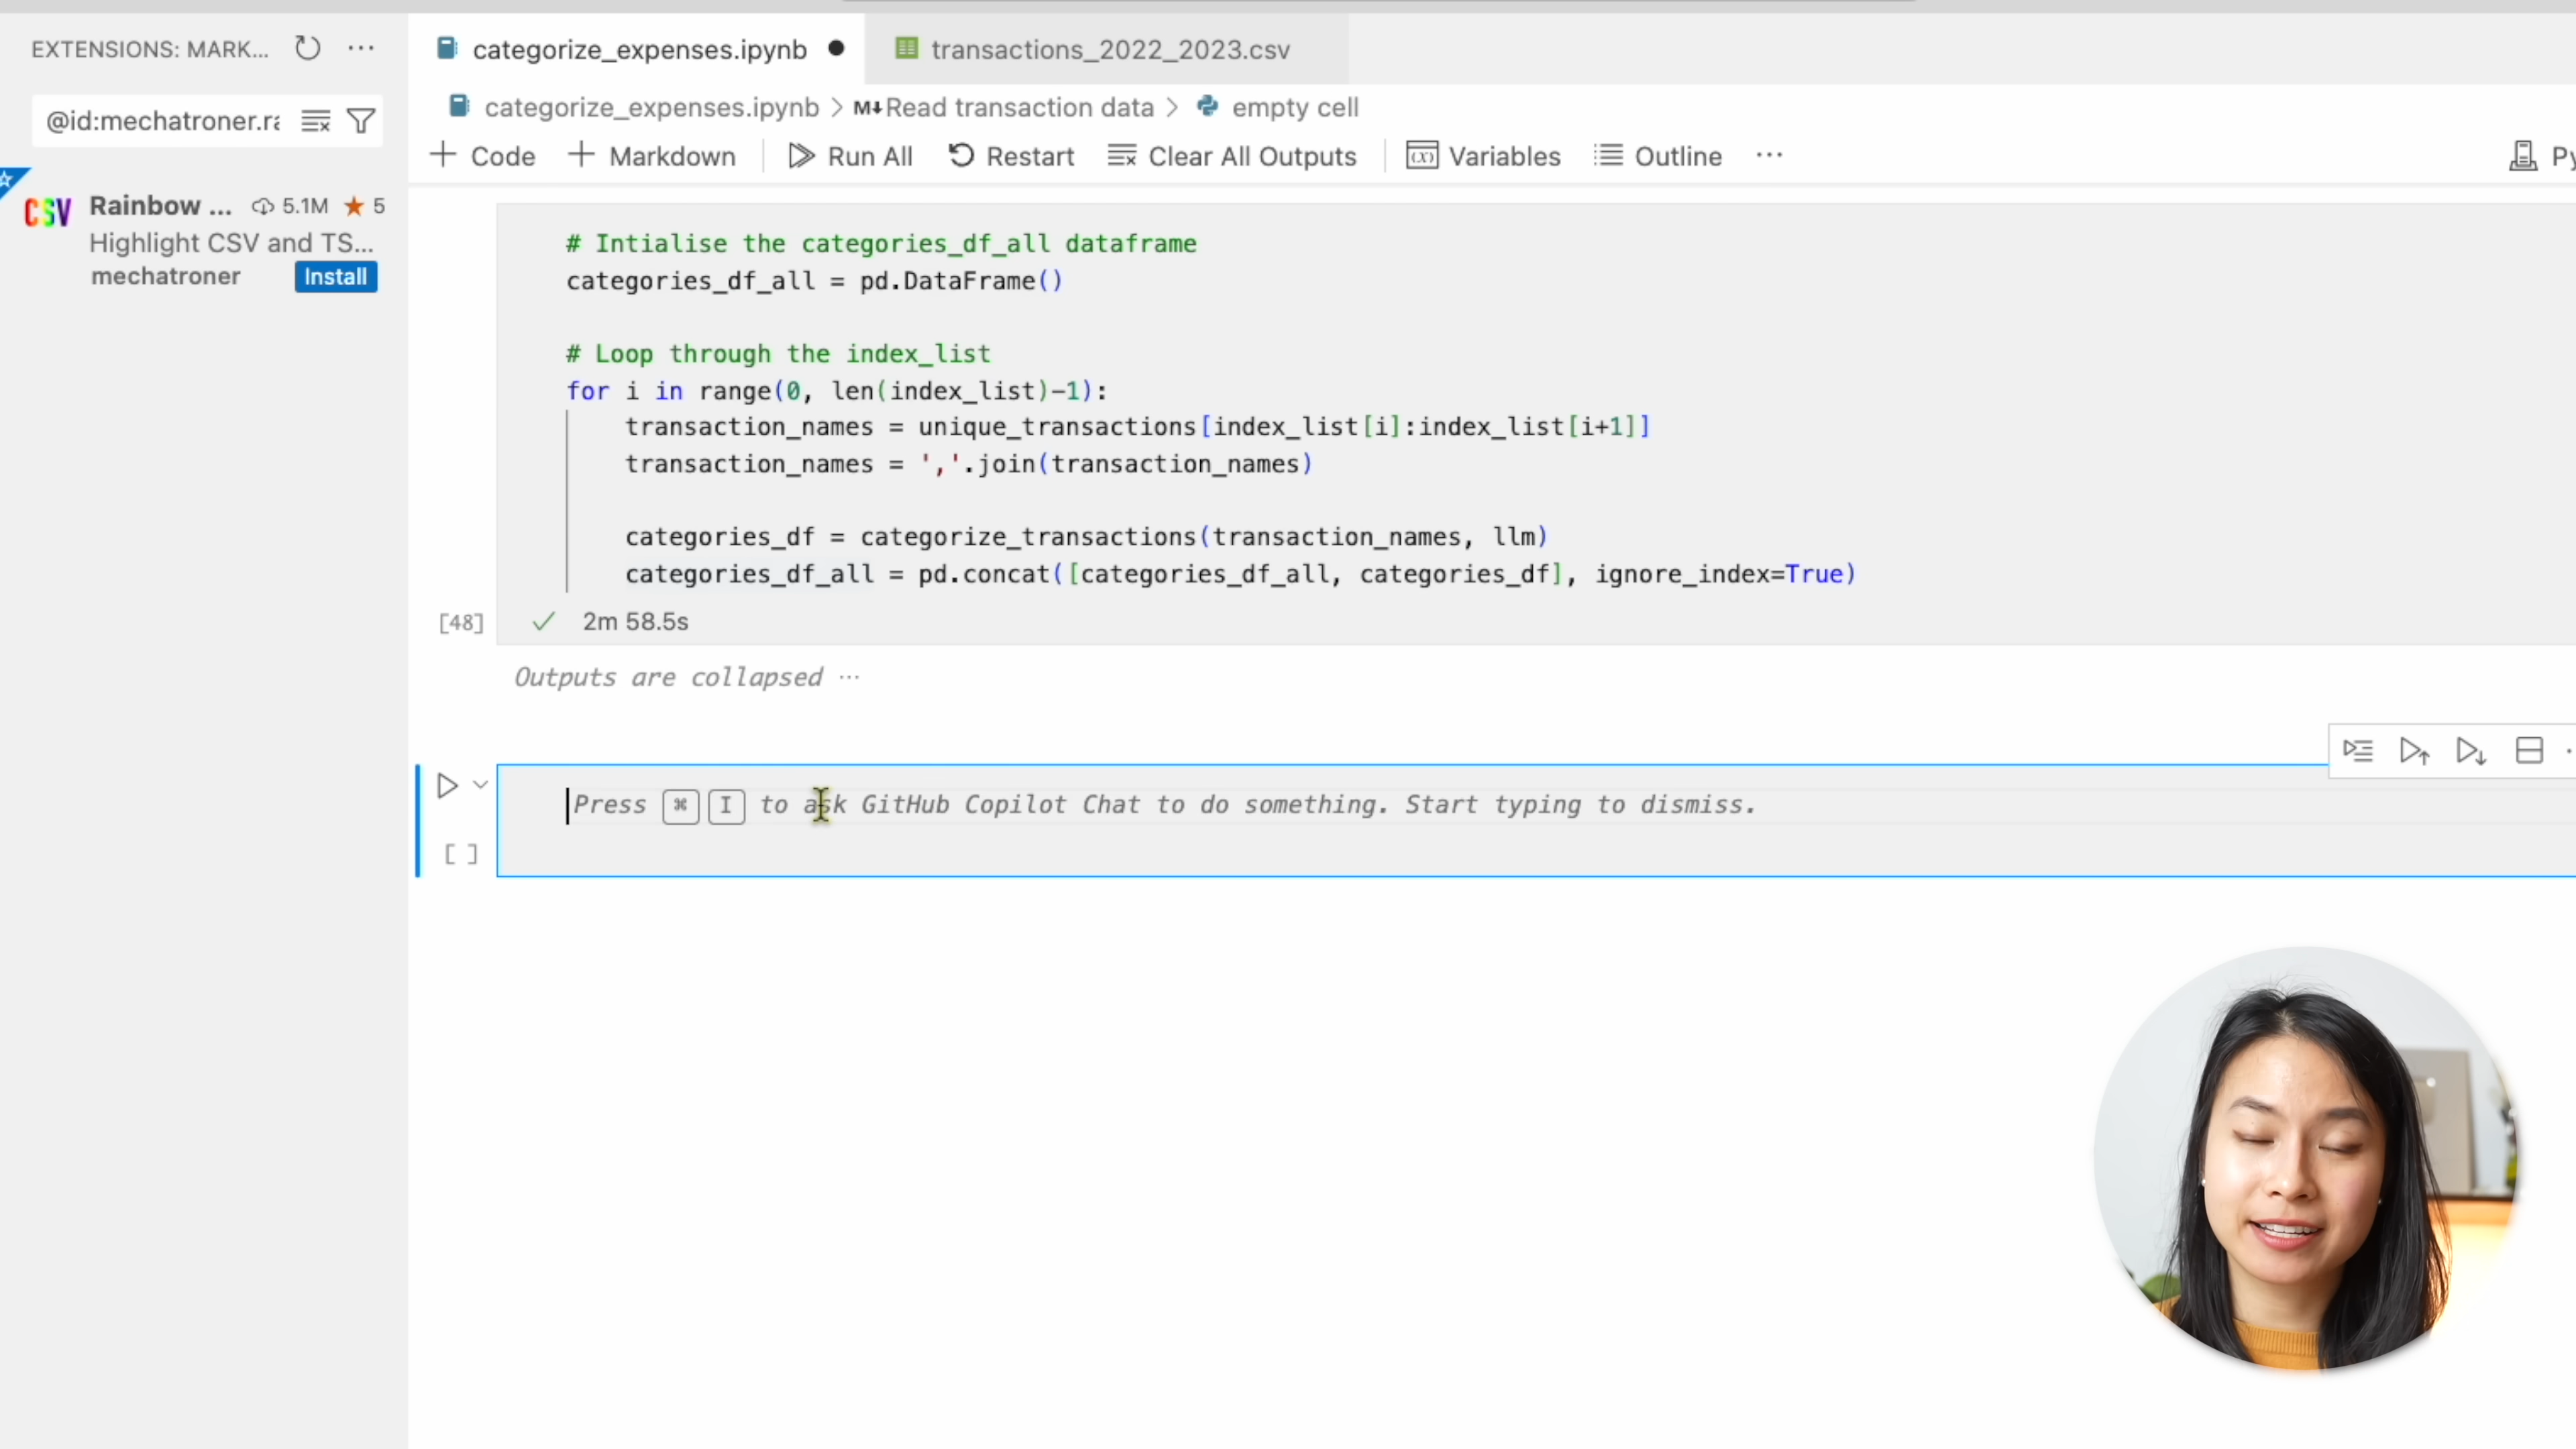 EXTENSIONS: MARK...
@id:mechatroner.ra
CSV Rainbow ... 5.1M ★ 5
Highlight CSV and TS...
mechatroner Install
categorize_expenses.ipynb ● transactions_2022_2023.csv
categorize_expenses.ipynb > M↓Read transaction data > empty cell
+ Code + Markdown Run All Restart Clear All Outputs (x) Variables Outline ...
# Intialise the categories_df_all dataframe
categories_df_all = pd.DataFrame()
# Loop through the index_list
for i in range(0, len(index_list)-1):
transaction_names = unique_transactions[index_list[i]:index_list[i+1]]
transaction_names = ','.join(transaction_names)
categories_df = categorize_transactions(transaction_names, llm)
categories_df_all = pd.concat([categories_df_all, categories_df], ignore_index=True)
[48] ✓ 2m 58.5s
Outputs are collapsed ...
Press ⌘ I to ask GitHub Copilot Chat to do something. Start typing to dismiss.
[ ]